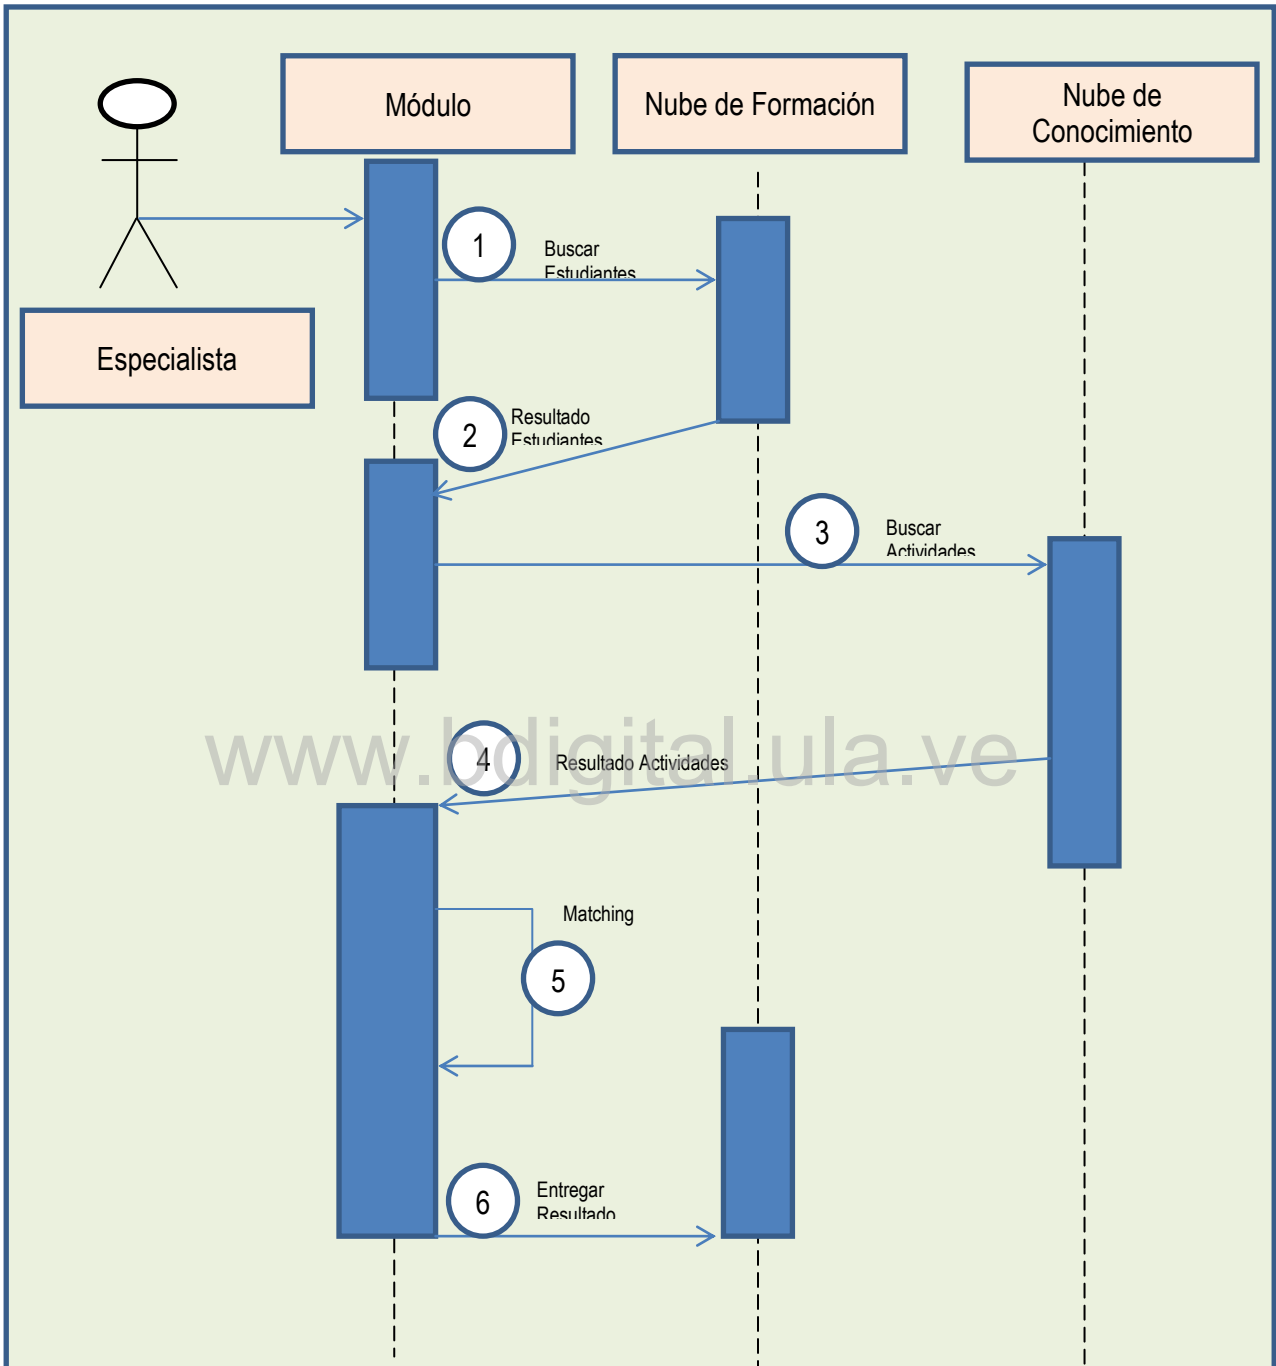 Módulo
Nube de Formación
Nube de
Conocimiento
1
Buscar
Estudiantes
Especialista
2
Resultado
Estudiantes
3
Buscar
Actividades
www.bdigital.ula.ve
4
Resultado Actividades
Matching
5
6
Entregar
Resultado